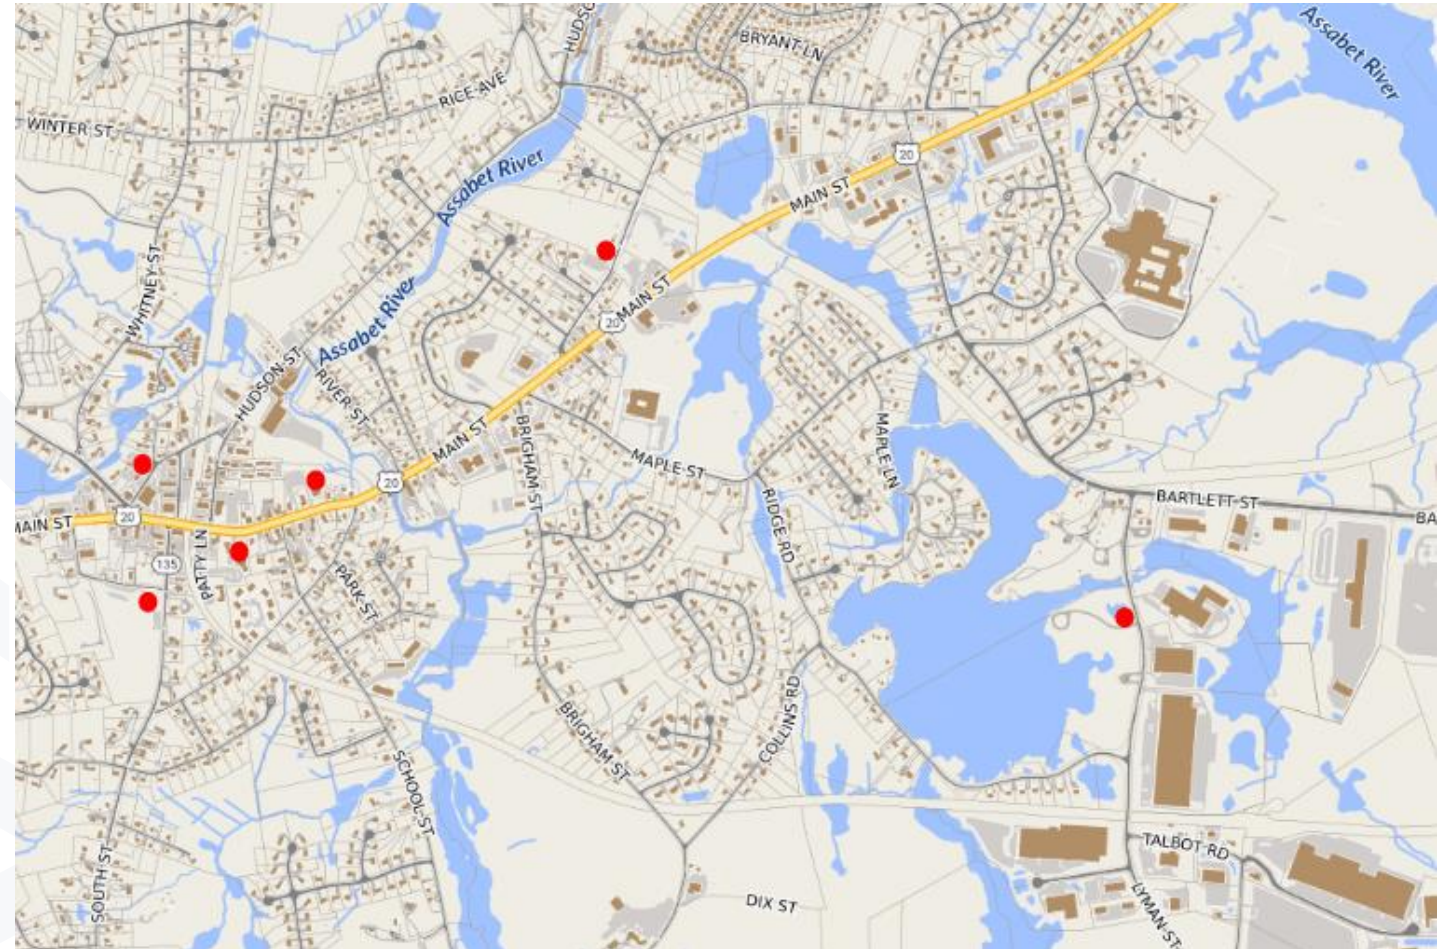 HUDSO
Assabet River
BRYANT LN
RICE AVE
WINTER ST
20
Assabet River
MAIN ST
WHITNEY ST
MAIN ST
20
Assabet River
HUDSON ST
RIVER ST
MAIN ST
BRIGHAM ST
MAPLE ST
MAPLE LN
20
RIDGE RD
BARTLETT ST
BA
MAIN ST
20
135
PATTY LN
PARK ST
COLLINS RD
BRIGHAM ST
SCHOOL ST
TALBOT RD
SOUTH ST
DIX ST
LYMAN ST